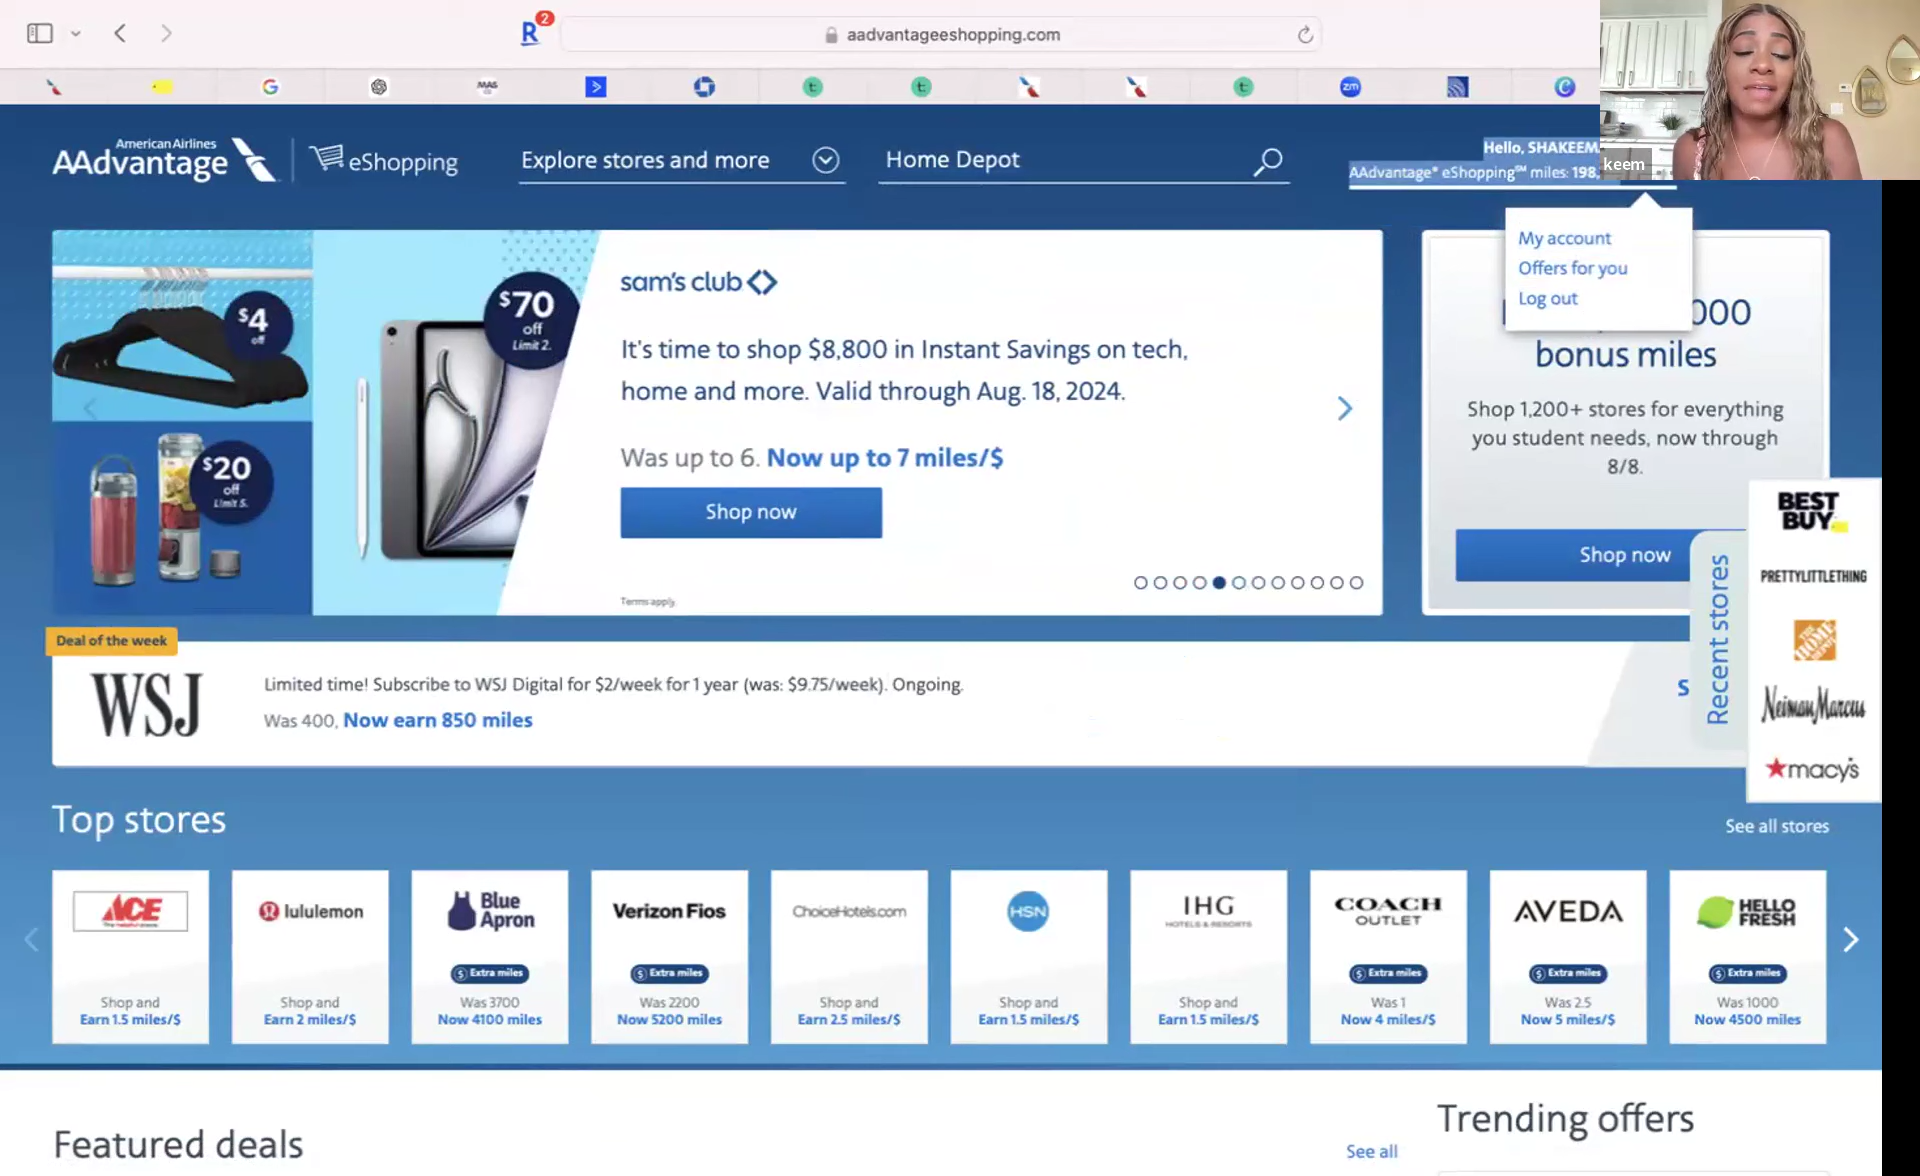 2
aadvantageeshopping.com
MAS
zm
American Airlines
AAdvantage
eShopping
Explore stores and more
Home Depot
Hello, SHAKEEM
AAdvantage® eShopping℠ miles: 198,
keem
My account
Offers for you
Log out
$4
off
$70
off
Limit 2.
$20
off
Limit 5.
sam's club
It's time to shop $8,800 in Instant Savings on tech,
home and more. Valid through Aug. 18, 2024.
Was up to 6. Now up to 7 miles/$
Shop now
Terms apply.
000
bonus miles
Shop 1,200+ stores for everything
you student needs, now through
8/8.
Shop now
Recent stores
BEST
BUY
PRETTYLITTLETHING
THE HOME DEPOT
Neiman Marcus
macy's
Deal of the week
WSJ
Limited time! Subscribe to WSJ Digital for $2/week for 1 year (was: $9.75/week). Ongoing.
Was 400, Now earn 850 miles
S
Top stores
See all stores
ACE
Shop and
Earn 1.5 miles/$
lululemon
Shop and
Earn 2 miles/$
Blue
Apron
Extra miles
Was 3700
Now 4100 miles
Verizon Fios
Extra miles
Was 2200
Now 5200 miles
ChoiceHotels.com
Shop and
Earn 2.5 miles/$
HSN
Shop and
Earn 1.5 miles/$
IHG
HOTELS & RESORTS
Shop and
Earn 1.5 miles/$
COACH
OUTLET
Extra miles
Was 1
Now 4 miles/$
AVEDA
Extra miles
Was 2.5
Now 5 miles/$
HELLO
FRESH
Extra miles
Was 1000
Now 4500 miles
Featured deals
See all
Trending offers